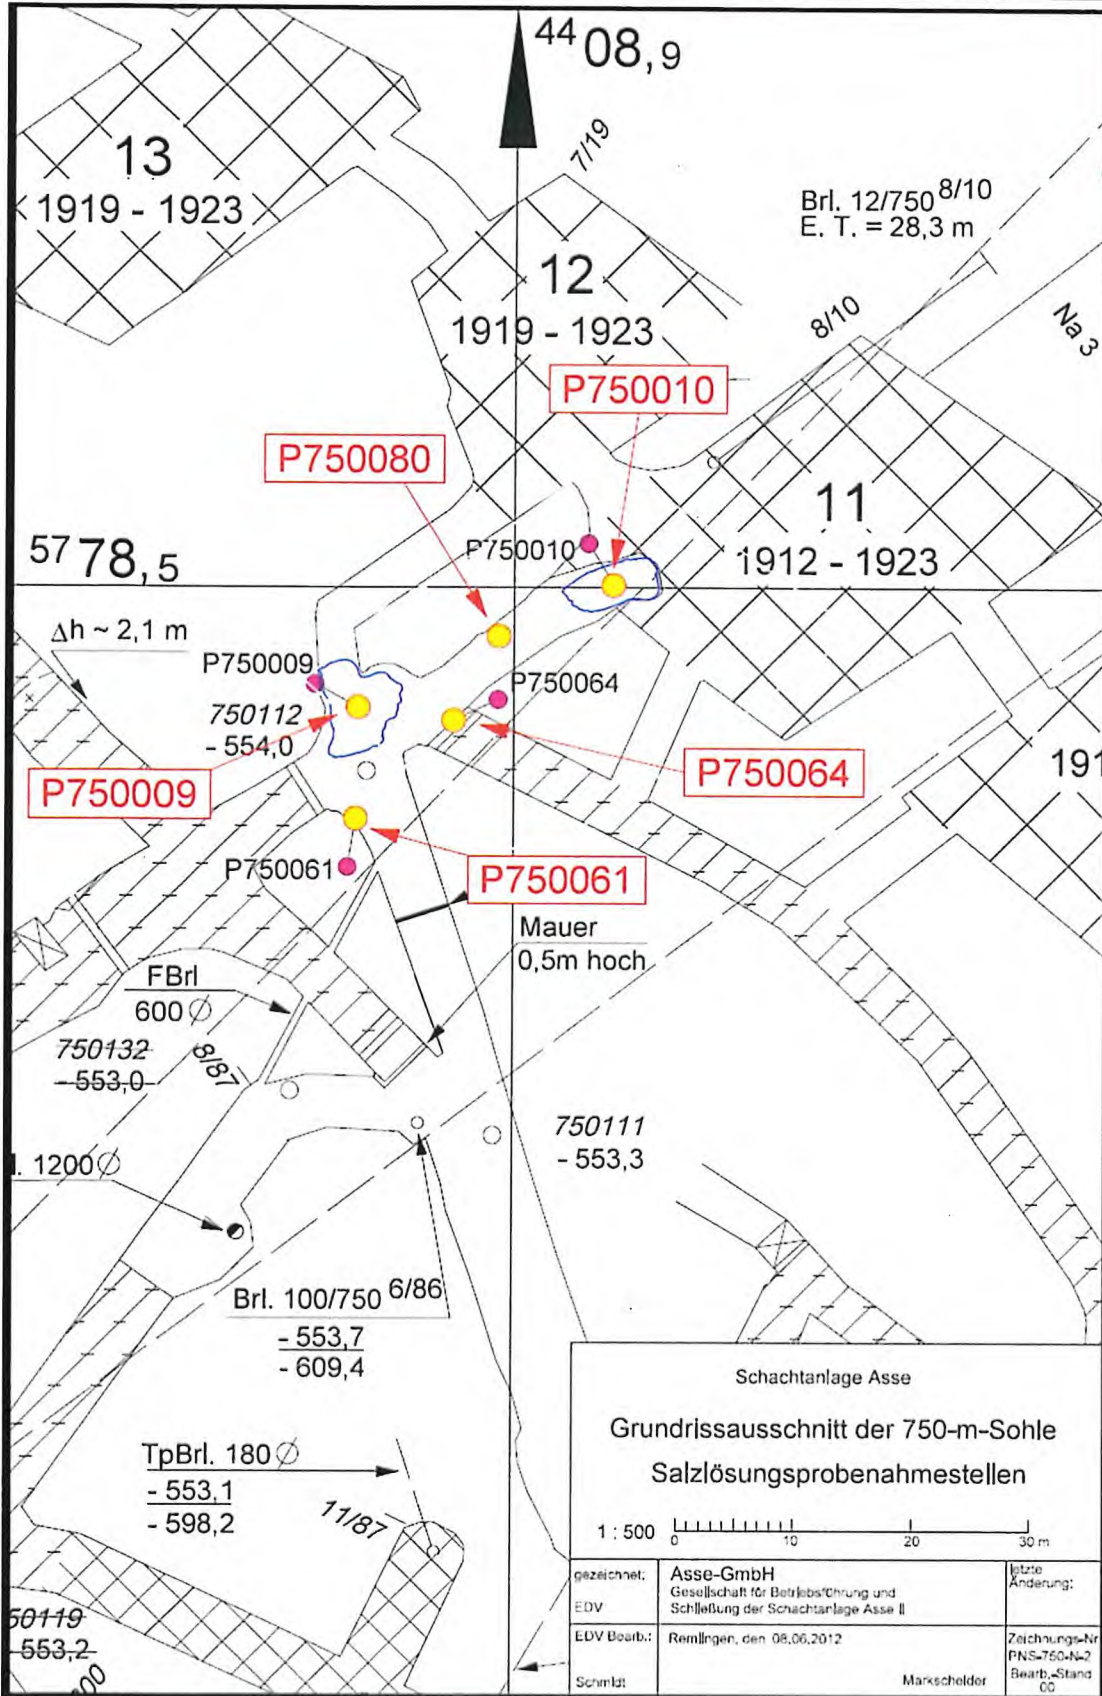 44 08,9
13
1919 - 1923
7/19
Brl. 12/750 8/10
E. T. = 28,3 m
12
1919 - 1923
8/10
Na 3
P750010
P750080
11
1912 - 1923
P750010
57 78,5
Δh ~ 2,1 m
P750009
P750064
750112
- 554,0
P750009
P750064
191
P750061
P750061
Mauer
0,5m hoch
FBrl
600 ∅
750132
- 553,0
8/87
750111
- 553,3
l. 1200 ∅
Brl. 100/750 6/86
- 553,7
- 609,4
TpBrl. 180 ∅
- 553,1
- 598,2
11/87
50119
553,2
00
Schachtanlage Asse
Grundrissausschnitt der 750-m-Sohle
Salzlösungsprobenahmestellen
1 : 500 0 10 20 30 m
gezeichnet:
EDV
Asse-GmbH
Gesellschaft für Betriebsführung und
Schließung der Schachtanlage Asse II
letzte
Änderung:
EDV Bearb.:
Schmidt
Remlingen, den 08.06.2012
Markscheider
Zeichnungs-Nr
PNS-750-N-2
Bearb.-Stand
00